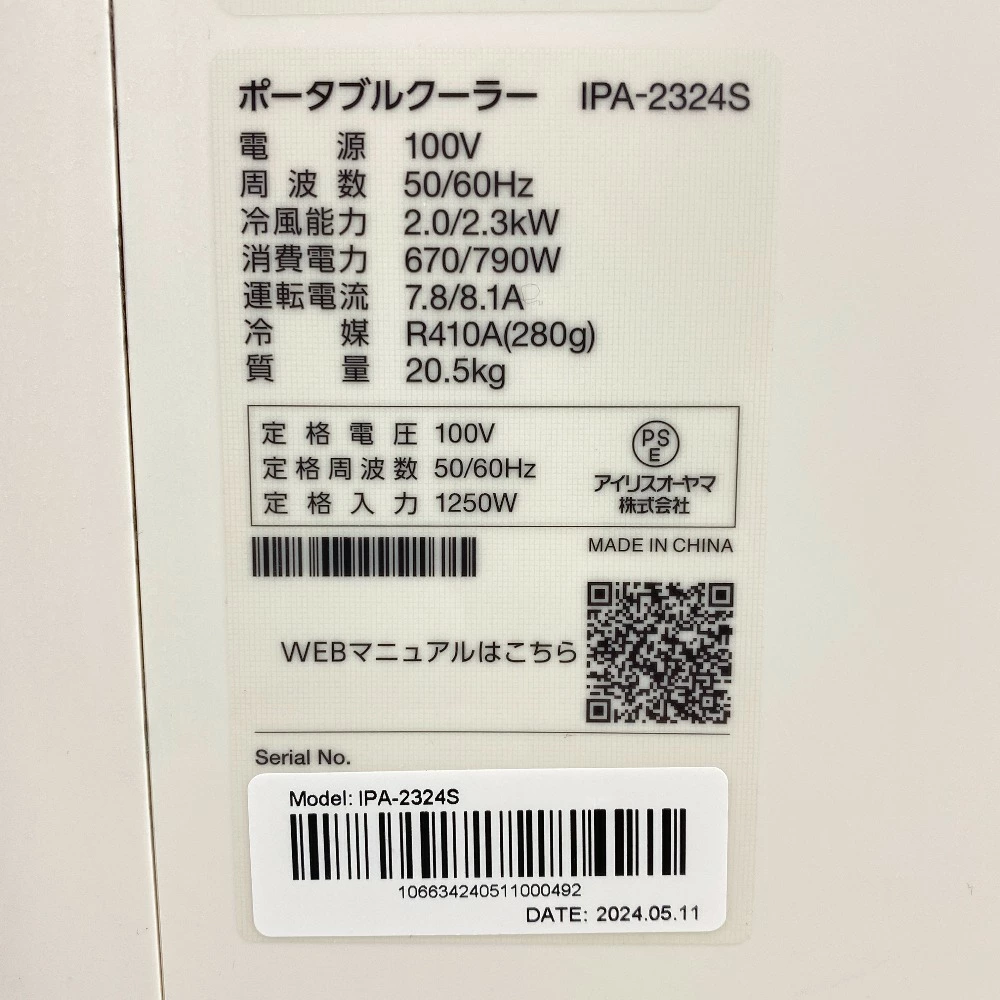 ポータブルクーラー IPA-2324S
電源 100V
周波数 50/60Hz
冷風能力 2.0/2.3kW
消費電力 670/790W
運転電流 7.8/8.1A
冷媒 R410A(280g)
質量 20.5kg
定格電圧 100V
定格周波数 50/60Hz
定格入力 1250W
PS
E
アイリスオーヤマ
株式会社
MADE IN CHINA
WEBマニュアルはこちら
Serial No.
Model: IPA-2324S
106634240511000492
DATE: 2024.05.11